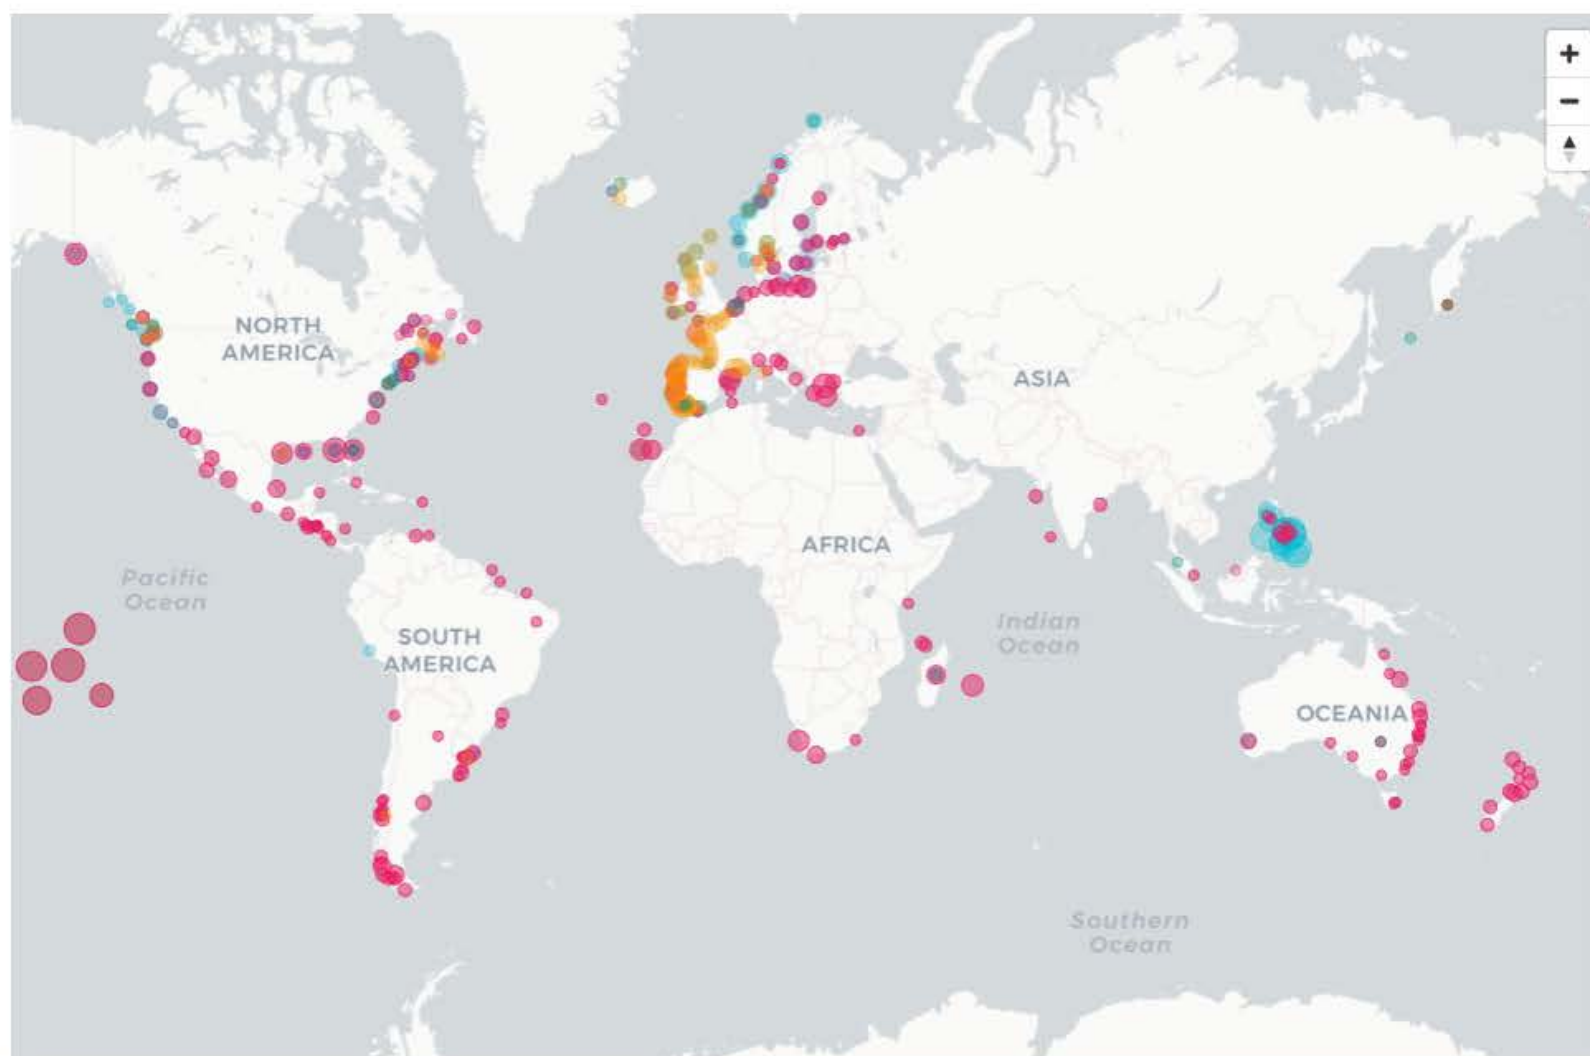 +
−
NORTH
AMERICA
ASIA
AFRICA
Pacific
Ocean
Indian
Ocean
SOUTH
AMERICA
OCEANIA
Southern
Ocean